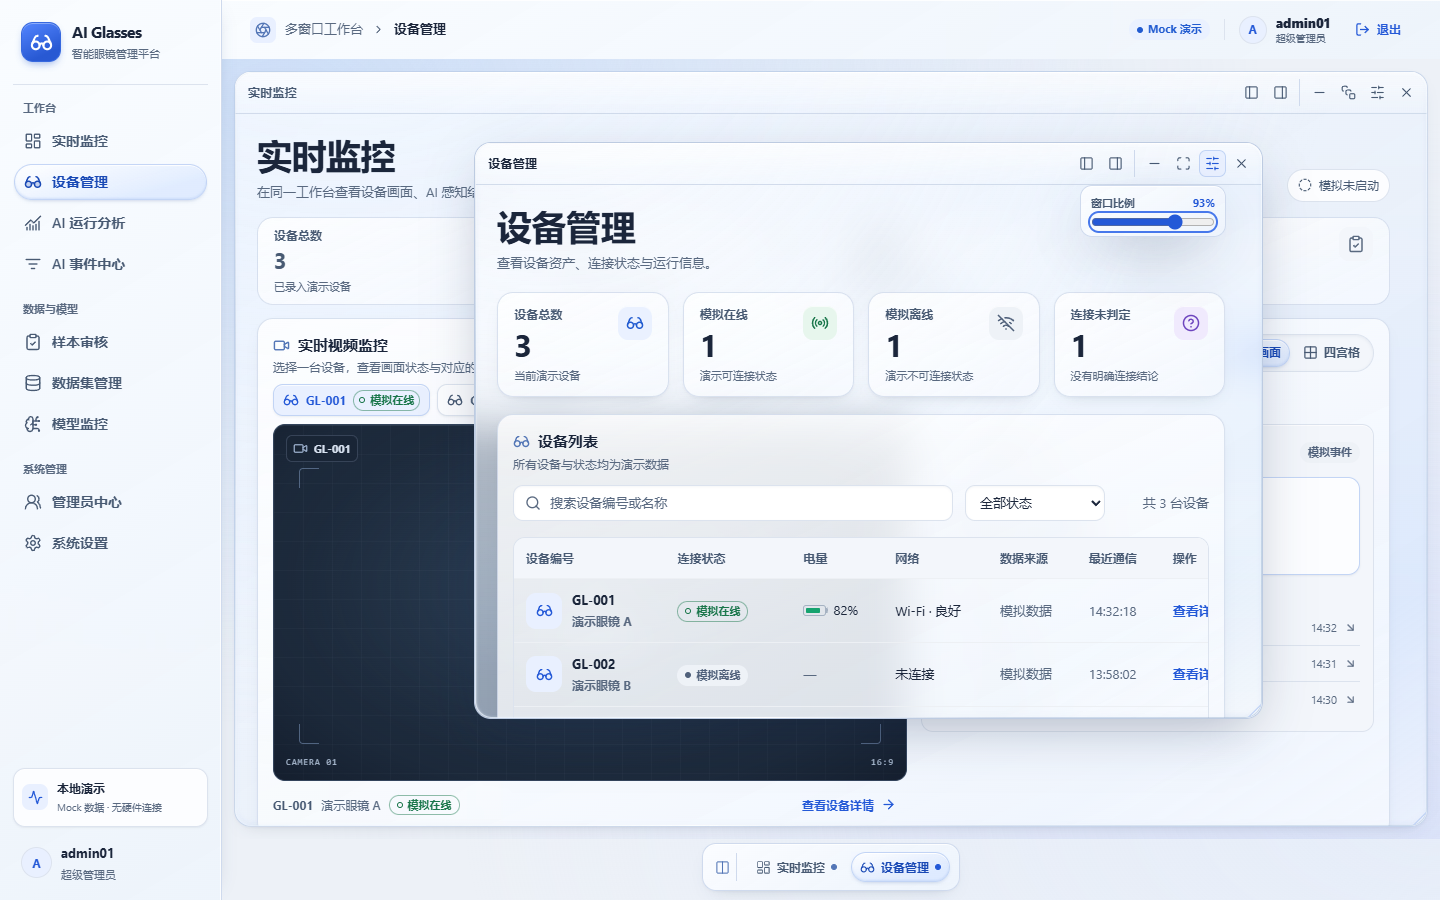 AI Glasses
智能眼镜管理平台
工作台
实时监控
设备管理
AI 运行分析
AI 事件中心
数据与模型
样本审核
数据集管理
模型监控
系统管理
管理员中心
系统设置
本地演示
Mock 数据 · 无硬件连接
A
admin01
超级管理员
多窗口工作台 › 设备管理
Mock 演示
A
admin01
超级管理员
退出
实时监控
实时监控
在同一工作台查看设备画面、AI 感知结
模拟未启动
设备总数
3
已录入演示设备
实时视频监控
选择一台设备，查看画面状态与对应的
GL-001 模拟在线
GL-001
CAMERA 01
16:9
GL-001 演示眼镜 A 模拟在线
查看设备详情
画面
四宫格
模拟事件
14:32
14:31
14:30
设备管理
窗口比例 93%
设备管理
查看设备资产、连接状态与运行信息。
设备总数
3
当前演示设备
模拟在线
1
演示可连接状态
模拟离线
1
演示不可连接状态
连接未判定
1
没有明确连接结论
设备列表
所有设备与状态均为演示数据
搜索设备编号或名称
全部状态
共 3 台设备
设备编号 连接状态 电量 网络 数据来源 最近通信 操作
GL-001
演示眼镜 A
模拟在线 82% Wi-Fi · 良好 模拟数据 14:32:18 查看详
GL-002
演示眼镜 B
模拟离线 — 未连接 模拟数据 13:58:02 查看详
实时监控
设备管理